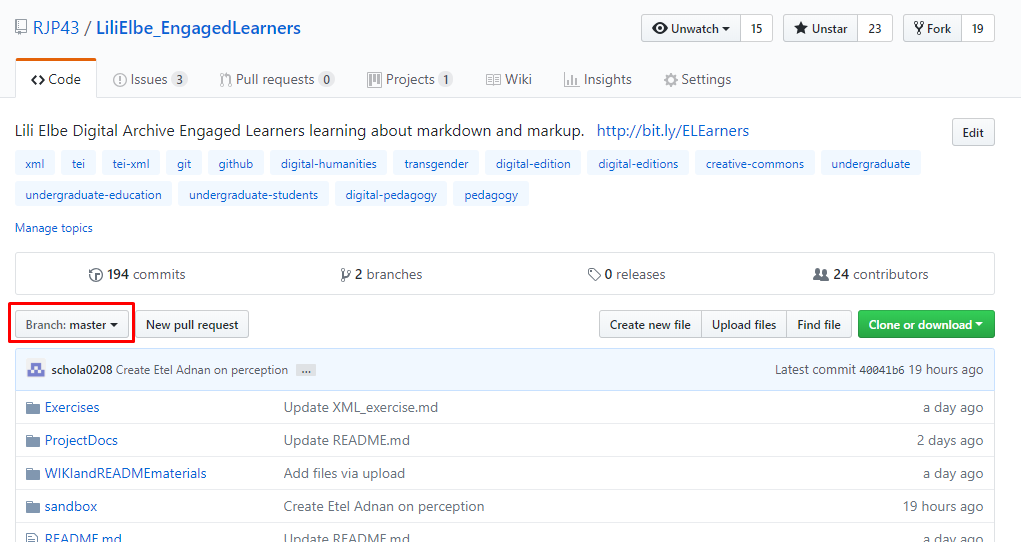 RJP43 / LiliElbe_EngagedLearners Unwatch 15 Unstar 23 Fork 19
Code Issues 3 Pull requests 0 Projects 1 Wiki Insights Settings
Lili Elbe Digital Archive Engaged Learners learning about markdown and markup. http://bit.ly/ELEarners Edit
xml tei tei-xml git github digital-humanities transgender digital-edition digital-editions creative-commons undergraduate
undergraduate-education undergraduate-students digital-pedagogy pedagogy
Manage topics
194 commits 2 branches 0 releases 24 contributors
Branch: master New pull request Create new file Upload files Find file Clone or download
schola0208 Create Etel Adnan on perception ... Latest commit 40041b6 19 hours ago
Exercises Update XML_exercise.md a day ago
ProjectDocs Update README.md 2 days ago
WIKIandREADMEmaterials Add files via upload a day ago
sandbox Create Etel Adnan on perception 19 hours ago
README.md Update README.md a day ago